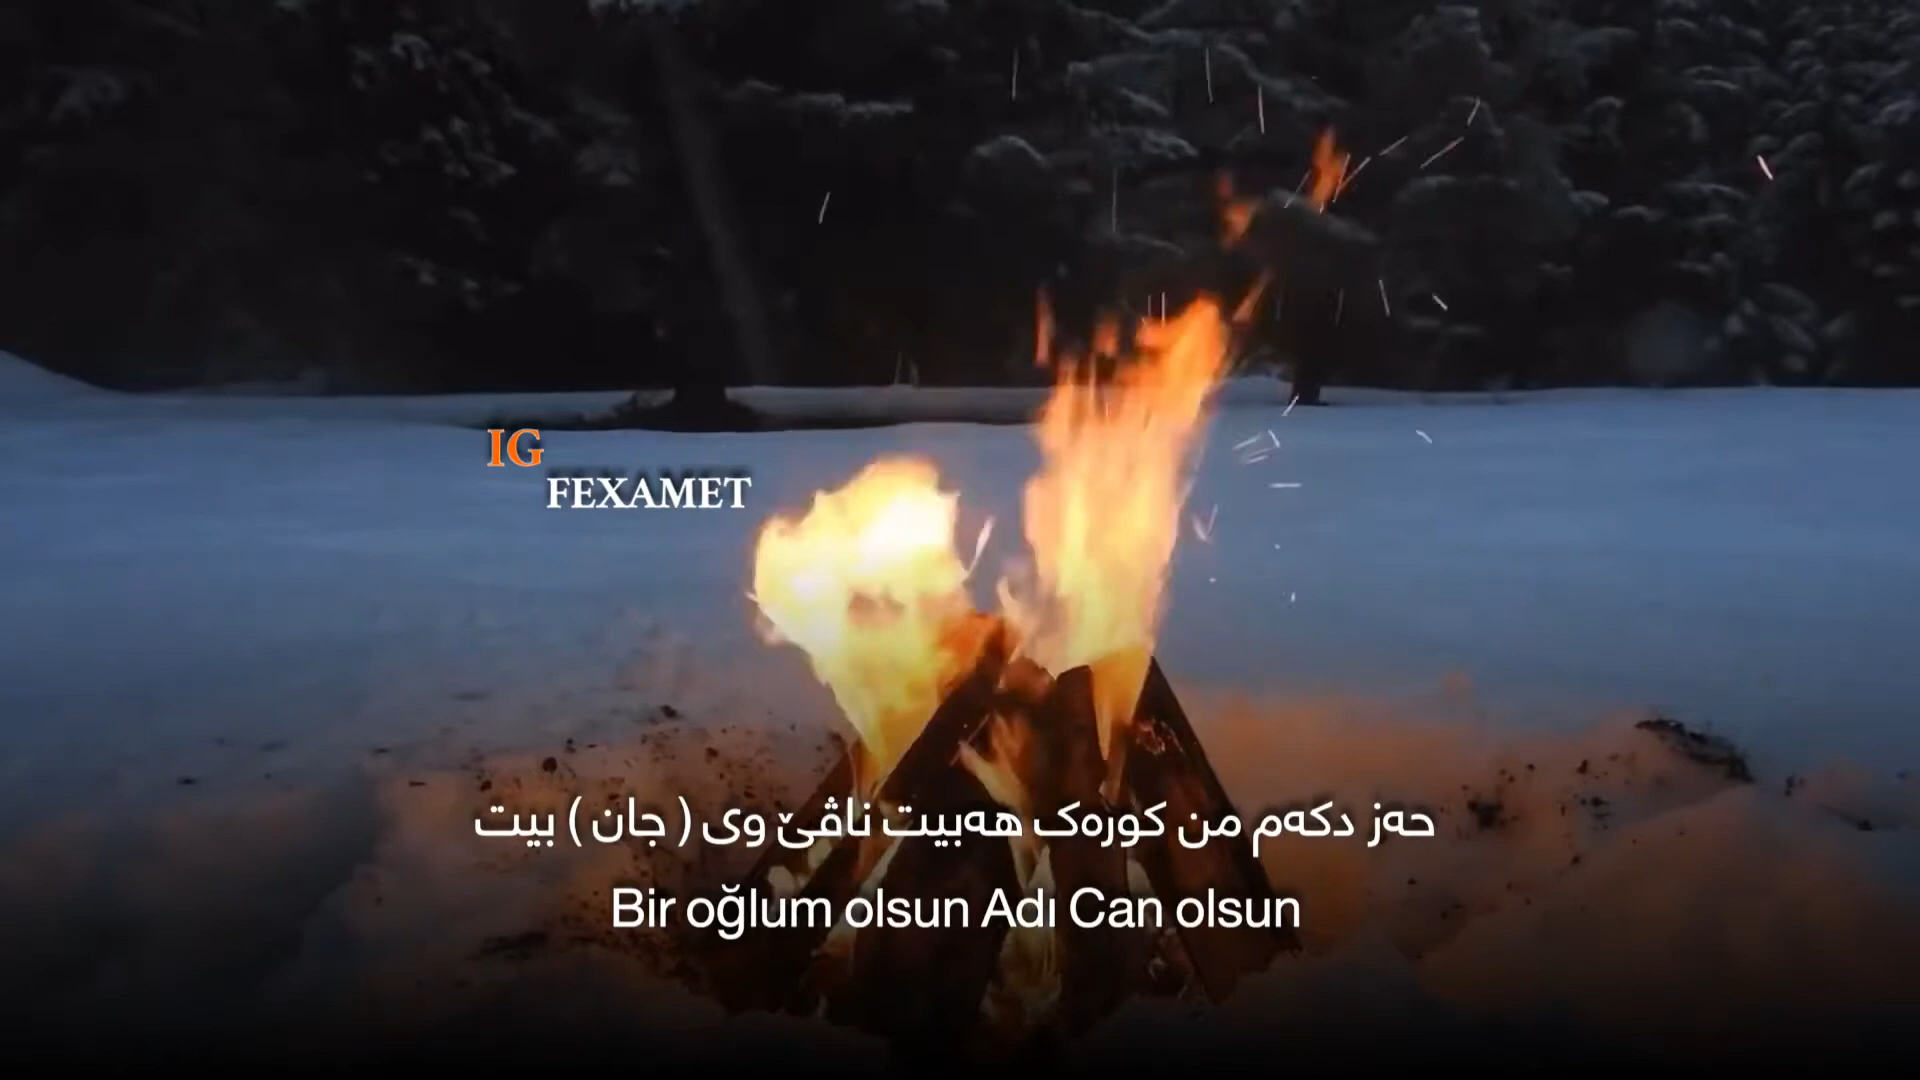 IG
FEXAMET
حەز دکەم من کورەک هەبیت ناڤێ وی ( جان ) بیت
Bir oğlum olsun Adı Can olsun